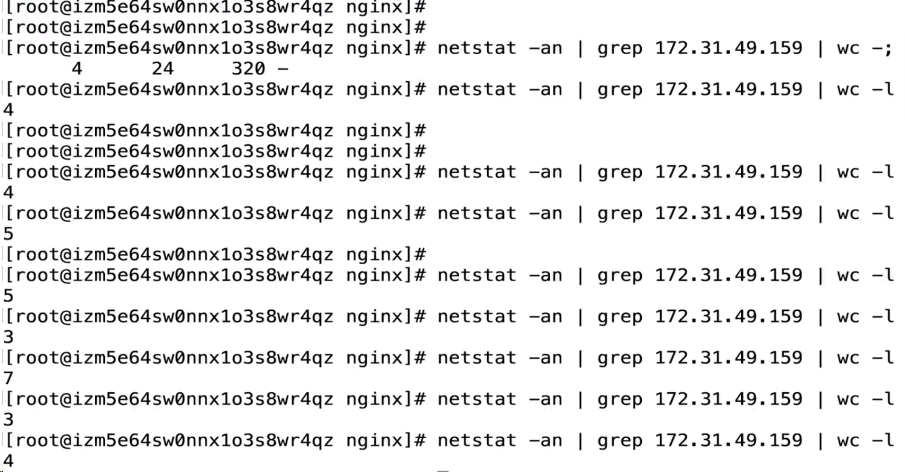 [root@izm5e64sw0nnx1o3s8wr4qz nginx]#
[root@izm5e64sw0nnx1o3s8wr4qz nginx]#
[root@izm5e64sw0nnx1o3s8wr4qz nginx]# netstat -an | grep 172.31.49.159 | wc -;
      4      24     320 -
[root@izm5e64sw0nnx1o3s8wr4qz nginx]# netstat -an | grep 172.31.49.159 | wc -l
4
[root@izm5e64sw0nnx1o3s8wr4qz nginx]#
[root@izm5e64sw0nnx1o3s8wr4qz nginx]#
[root@izm5e64sw0nnx1o3s8wr4qz nginx]# netstat -an | grep 172.31.49.159 | wc -l
4
[root@izm5e64sw0nnx1o3s8wr4qz nginx]# netstat -an | grep 172.31.49.159 | wc -l
5
[root@izm5e64sw0nnx1o3s8wr4qz nginx]#
[root@izm5e64sw0nnx1o3s8wr4qz nginx]# netstat -an | grep 172.31.49.159 | wc -l
5
[root@izm5e64sw0nnx1o3s8wr4qz nginx]# netstat -an | grep 172.31.49.159 | wc -l
3
[root@izm5e64sw0nnx1o3s8wr4qz nginx]# netstat -an | grep 172.31.49.159 | wc -l
7
[root@izm5e64sw0nnx1o3s8wr4qz nginx]# netstat -an | grep 172.31.49.159 | wc -l
3
[root@izm5e64sw0nnx1o3s8wr4qz nginx]# netstat -an | grep 172.31.49.159 | wc -l
4